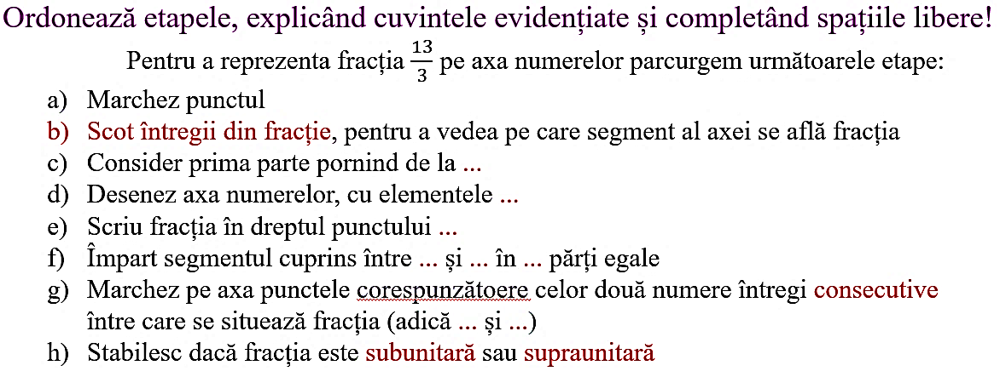 Ordonează etapele, explicând cuvintele evidențiate și completând spațiile libere!
Pentru a reprezenta fracția 13/3 pe axa numerelor parcurgem următoarele etape:
a) Marchez punctul
b) Scot întregii din fracție, pentru a vedea pe care segment al axei se află fracția
c) Consider prima parte pornind de la ...
d) Desenez axa numerelor, cu elementele ...
e) Scriu fracția în dreptul punctului ...
f) Împart segmentul cuprins între ... și ... în ... părți egale
g) Marchez pe axa punctele corespunzătoere celor două numere întregi consecutive
între care se situează fracția (adică ... și ...)
h) Stabilesc dacă fracția este subunitară sau supraunitară